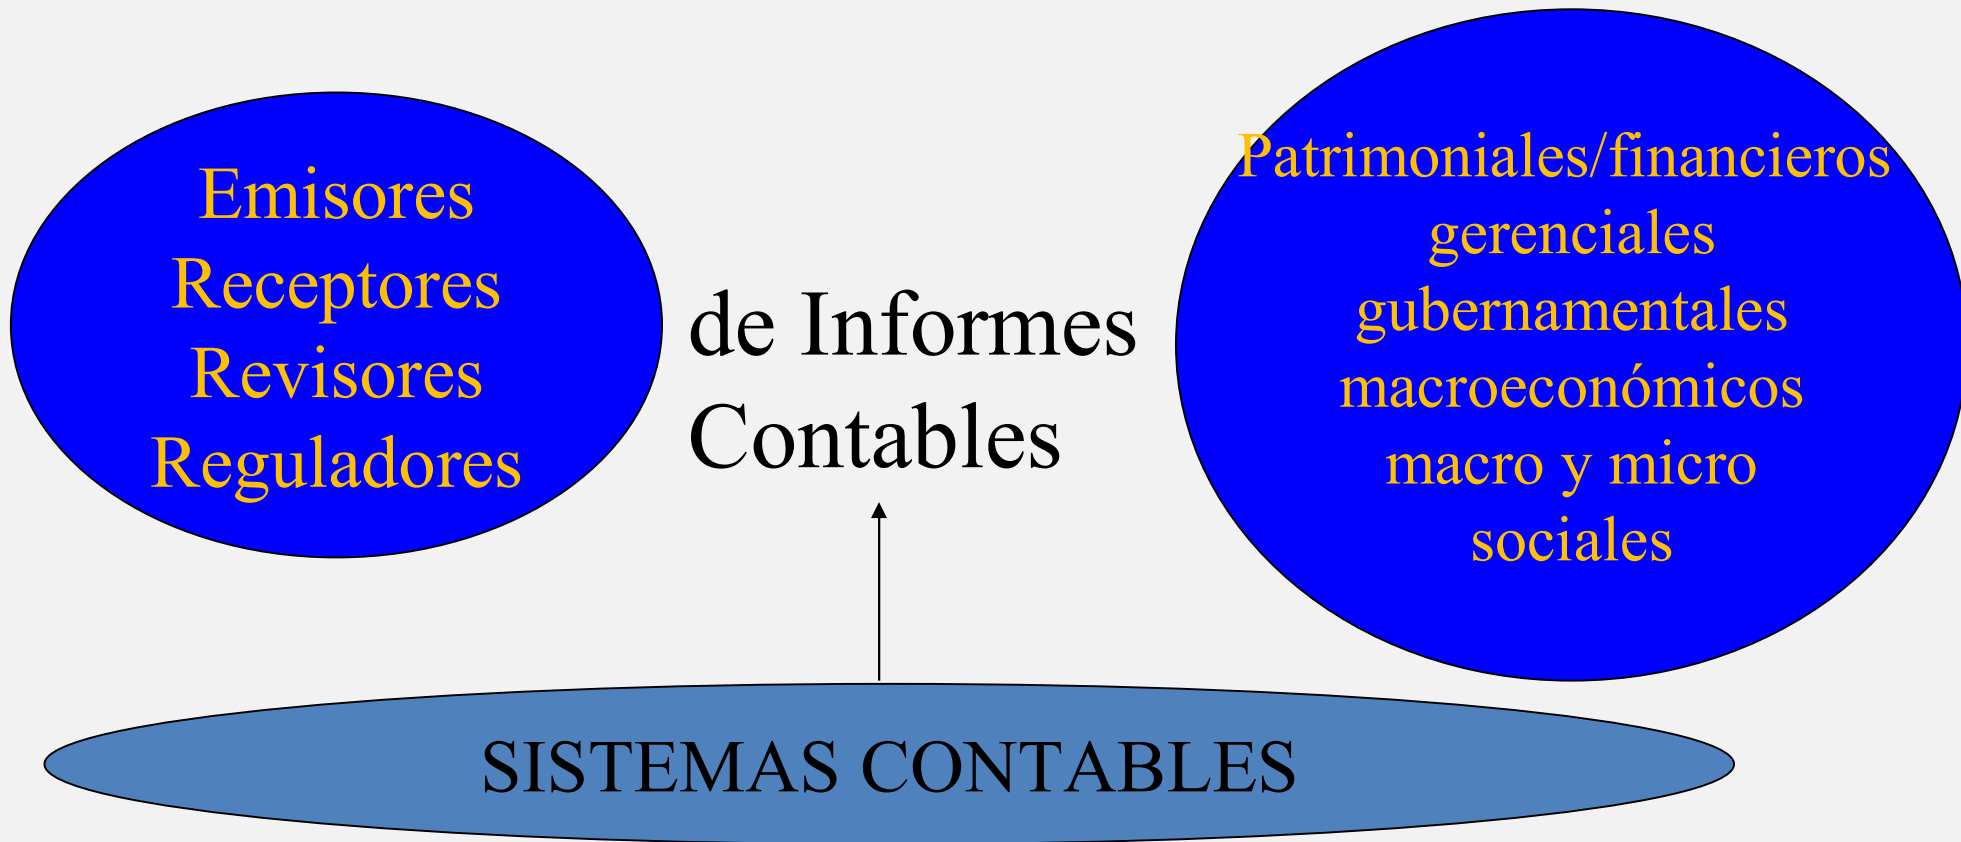 Emisores
Receptores
Revisores
Reguladores
de Informes
Contables
Patrimoniales/financieros
gerenciales
gubernamentales
macroeconómicos
macro y micro
sociales
SISTEMAS CONTABLES